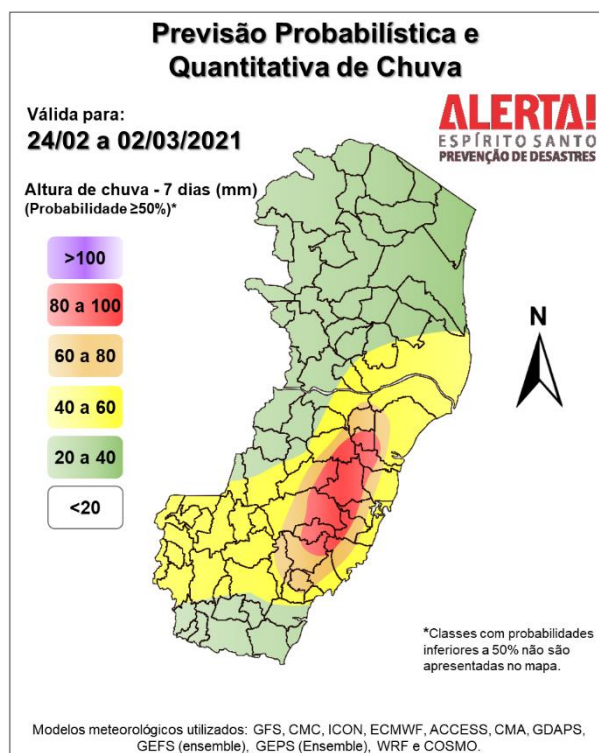 Previsão Probabilística e
Quantitativa de Chuva
Válida para:
24/02 a 02/03/2021
ALERTA!
ESPÍRITO SANTO
PREVENÇÃO DE DESASTRES
Altura de chuva - 7 dias (mm)
(Probabilidade ≥50%)*
>100
80 a 100
60 a 80
40 a 60
20 a 40
<20
N
*Classes com probabilidades
inferiores a 50% não são
apresentadas no mapa.
Modelos meteorológicos utilizados: GFS, CMC, ICON, ECMWF, ACCESS, CMA, GDAPS,
GEFS (ensemble), GEPS (Ensemble), WRF e COSMO.